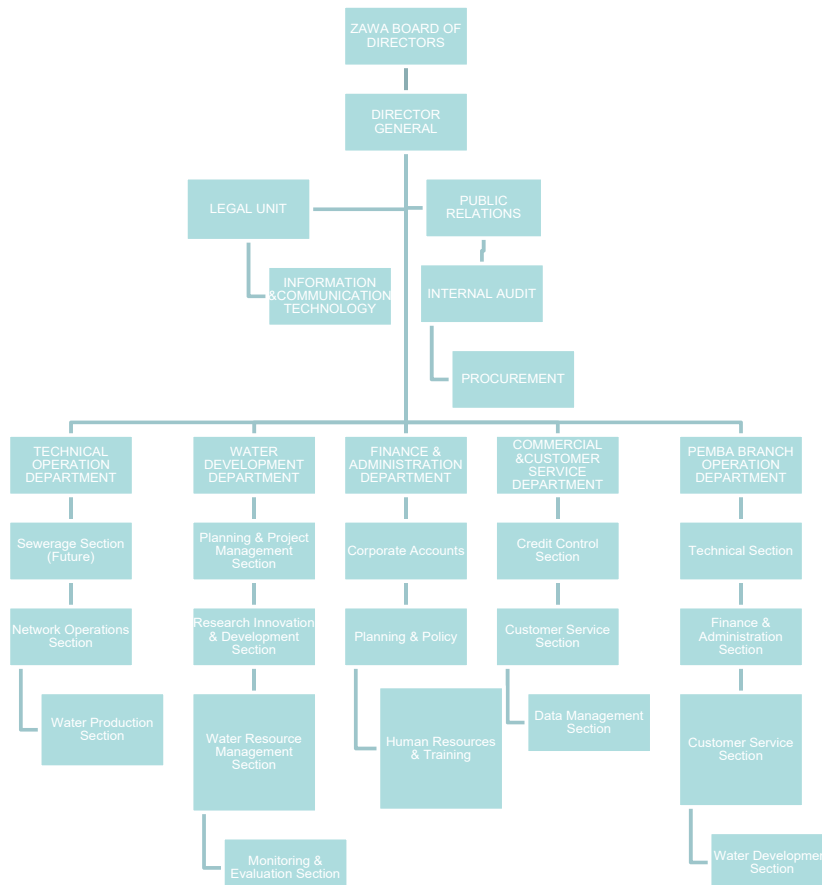 ZAWA BOARD OF
DIRECTORS
DIRECTOR
GENERAL
LEGAL UNIT
PUBLIC
RELATIONS
INFORMATION
&COMMUNICATION
TECHNOLOGY
INTERNAL AUDIT
PROCUREMENT
TECHNICAL
OPERATION
DEPARTMENT
WATER
DEVELOPMENT
DEPARTMENT
FINANCE &
ADMINISTRATION
DEPARTMENT
COMMERCIAL
&CUSTOMER
SERVICE
DEPARTMENT
PEMBA BRANCH
OPERATION
DEPARTMENT
Sewerage Section
(Future)
Planning & Project
Management
Section
Corporate Accounts
Credit Control
Section
Technical Section
Network Operations
Section
Research Innovation
& Development
Section
Planning & Policy
Customer Service
Section
Finance &
Administration
Section
Water Production
Section
Water Resource
Management
Section
Human Resources
& Training
Data Management
Section
Customer Service
Section
Monitoring &
Evaluation Section
Water Development
Section